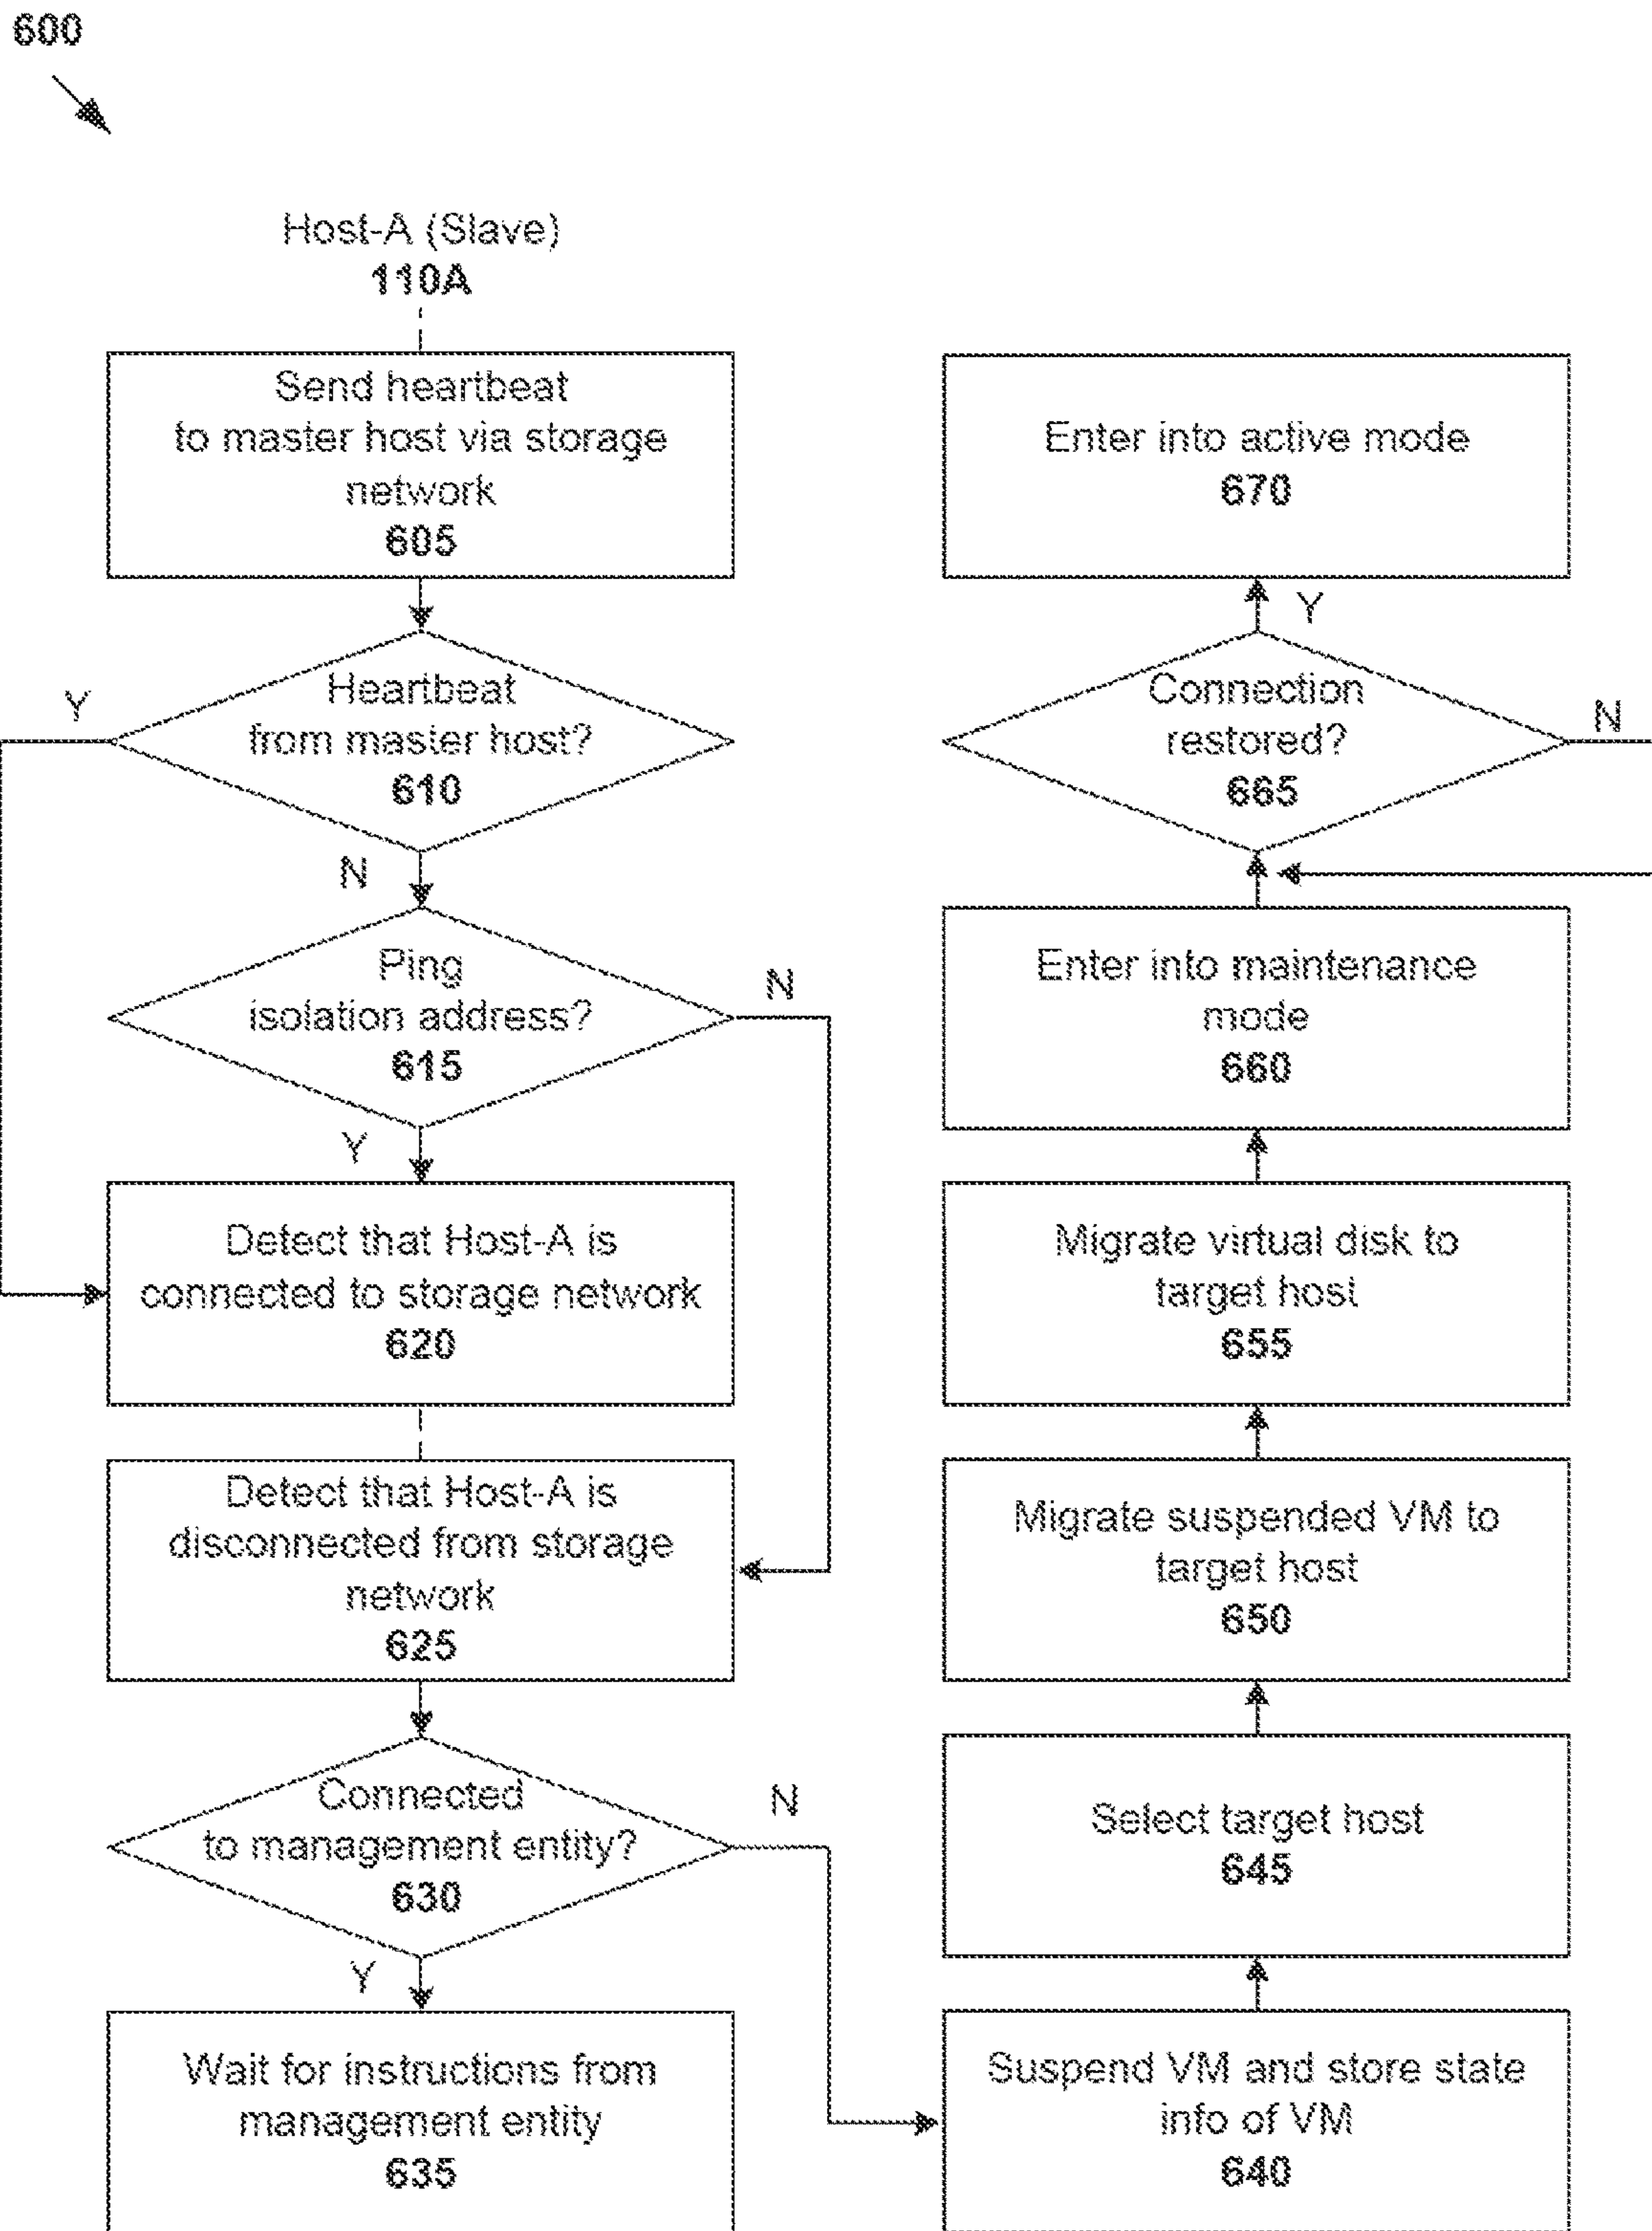 600
Host-A (Slave)
110A
Send heartbeat
to master host via storage
network
605
Heartbeat
from master host?
610
Y
N
Ping
isolation address?
615
N
Y
Detect that Host-A is
connected to storage network
620
Detect that Host-A is
disconnected from storage
network
625
Connected
to management entity?
630
N
Y
Wait for instructions from
management entity
635
Enter into active mode
670
Y
Connection
restored?
665
N
Enter into maintenance
mode
660
Migrate virtual disk to
target host
655
Migrate suspended VM to
target host
650
Select target host
645
Suspend VM and store state
info of VM
640